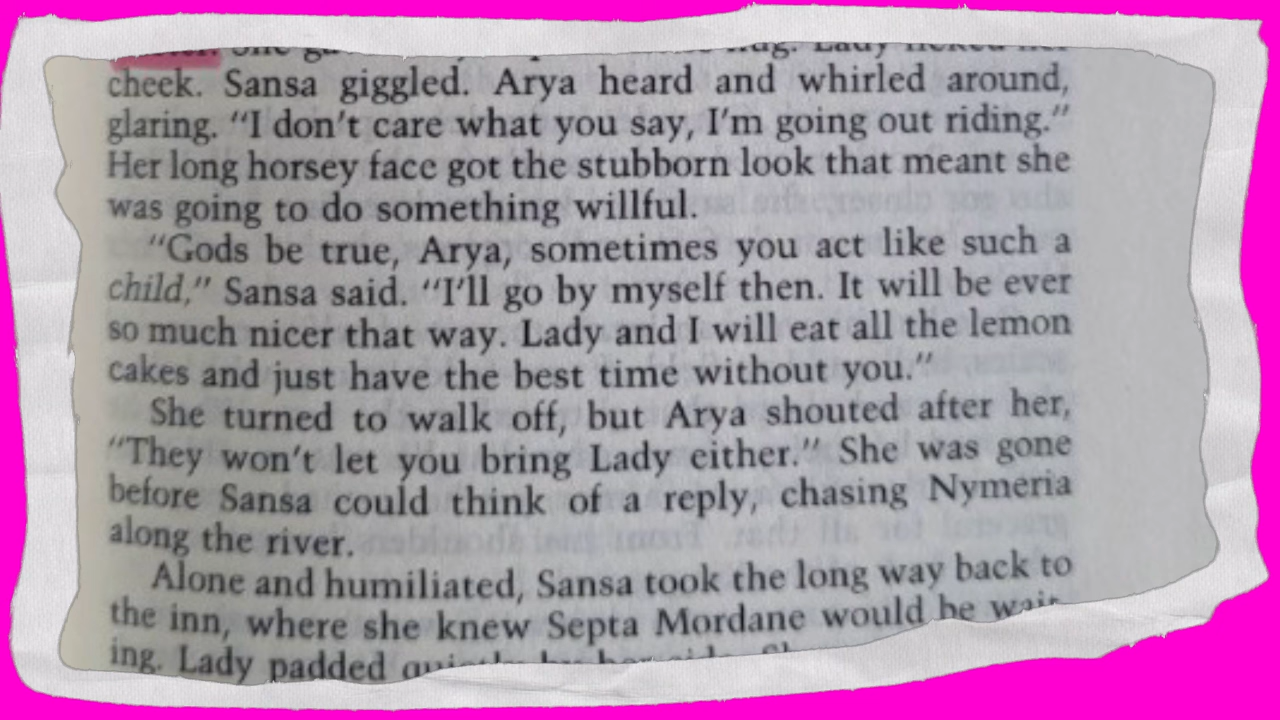 cheek. Sansa giggled. Arya heard and whirled around,
glaring. “I don't care what you say, I'm going out riding.”
Her long horsey face got the stubborn look that meant she
was going to do something willful.
“Gods be true, Arya, sometimes you act like such a
child,” Sansa said. “I'll go by myself then. It will be ever
so much nicer that way. Lady and I will eat all the lemon
cakes and just have the best time without you.”
She turned to walk off, but Arya shouted after her,
“They won't let you bring Lady either.” She was gone
before Sansa could think of a reply, chasing Nymeria
along the river.
Alone and humiliated, Sansa took the long way back to
the inn, where she knew Septa Mordane would be
ing. Lady padded